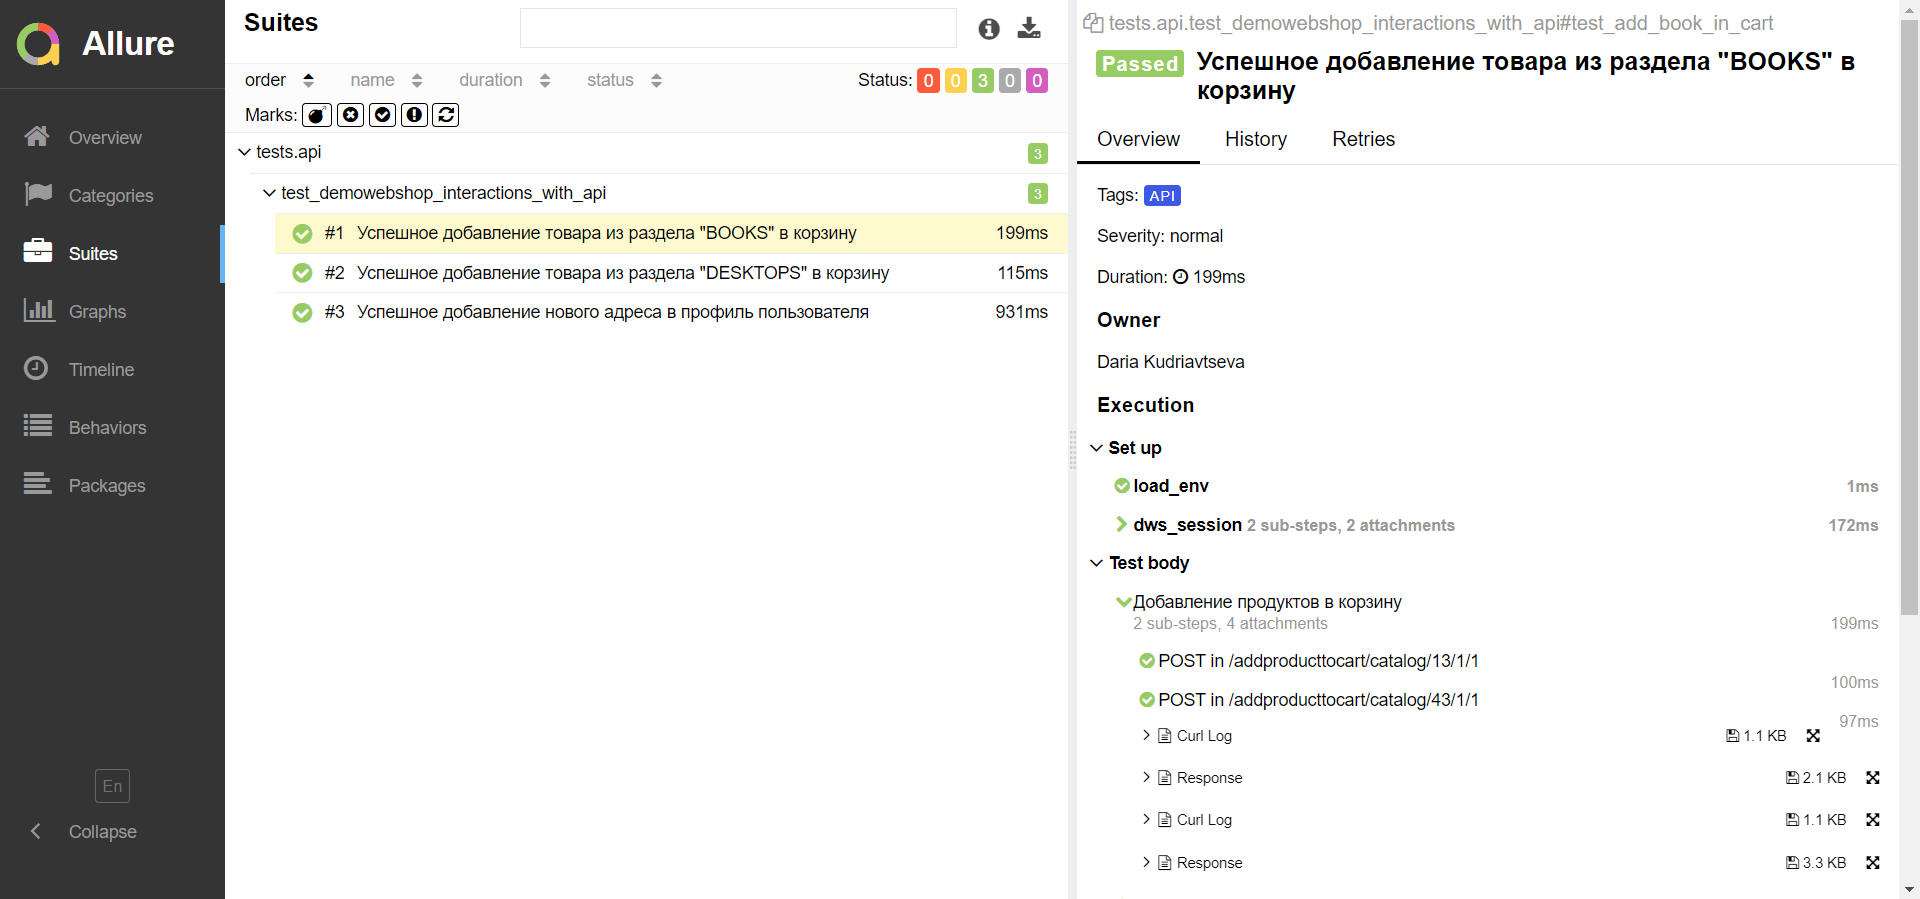 Allure
Overview
Categories
Suites
Graphs
Timeline
Behaviors
Packages
En
Collapse
Suites
order name duration status Status: 0 0 3 0 0
Marks:
tests.api 3
test_demowebshop_interactions_with_api 3
#1 Успешное добавление товара из раздела "BOOKS" в корзину 199ms
#2 Успешное добавление товара из раздела "DESKTOPS" в корзину 115ms
#3 Успешное добавление нового адреса в профиль пользователя 931ms
tests.api.test_demowebshop_interactions_with_api#test_add_book_in_cart
Passed Успешное добавление товара из раздела "BOOKS" в
корзину
Overview History Retries
Tags: API
Severity: normal
Duration: 199ms
Owner
Daria Kudriavtseva
Execution
Set up
load_env 1ms
dws_session 2 sub-steps, 2 attachments 172ms
Test body
Добавление продуктов в корзину
2 sub-steps, 4 attachments 199ms
POST in /addproducttocart/catalog/13/1/1
100ms
POST in /addproducttocart/catalog/43/1/1
97ms
Curl Log 1.1 KB
Response 2.1 KB
Curl Log 1.1 KB
Response 3.3 KB